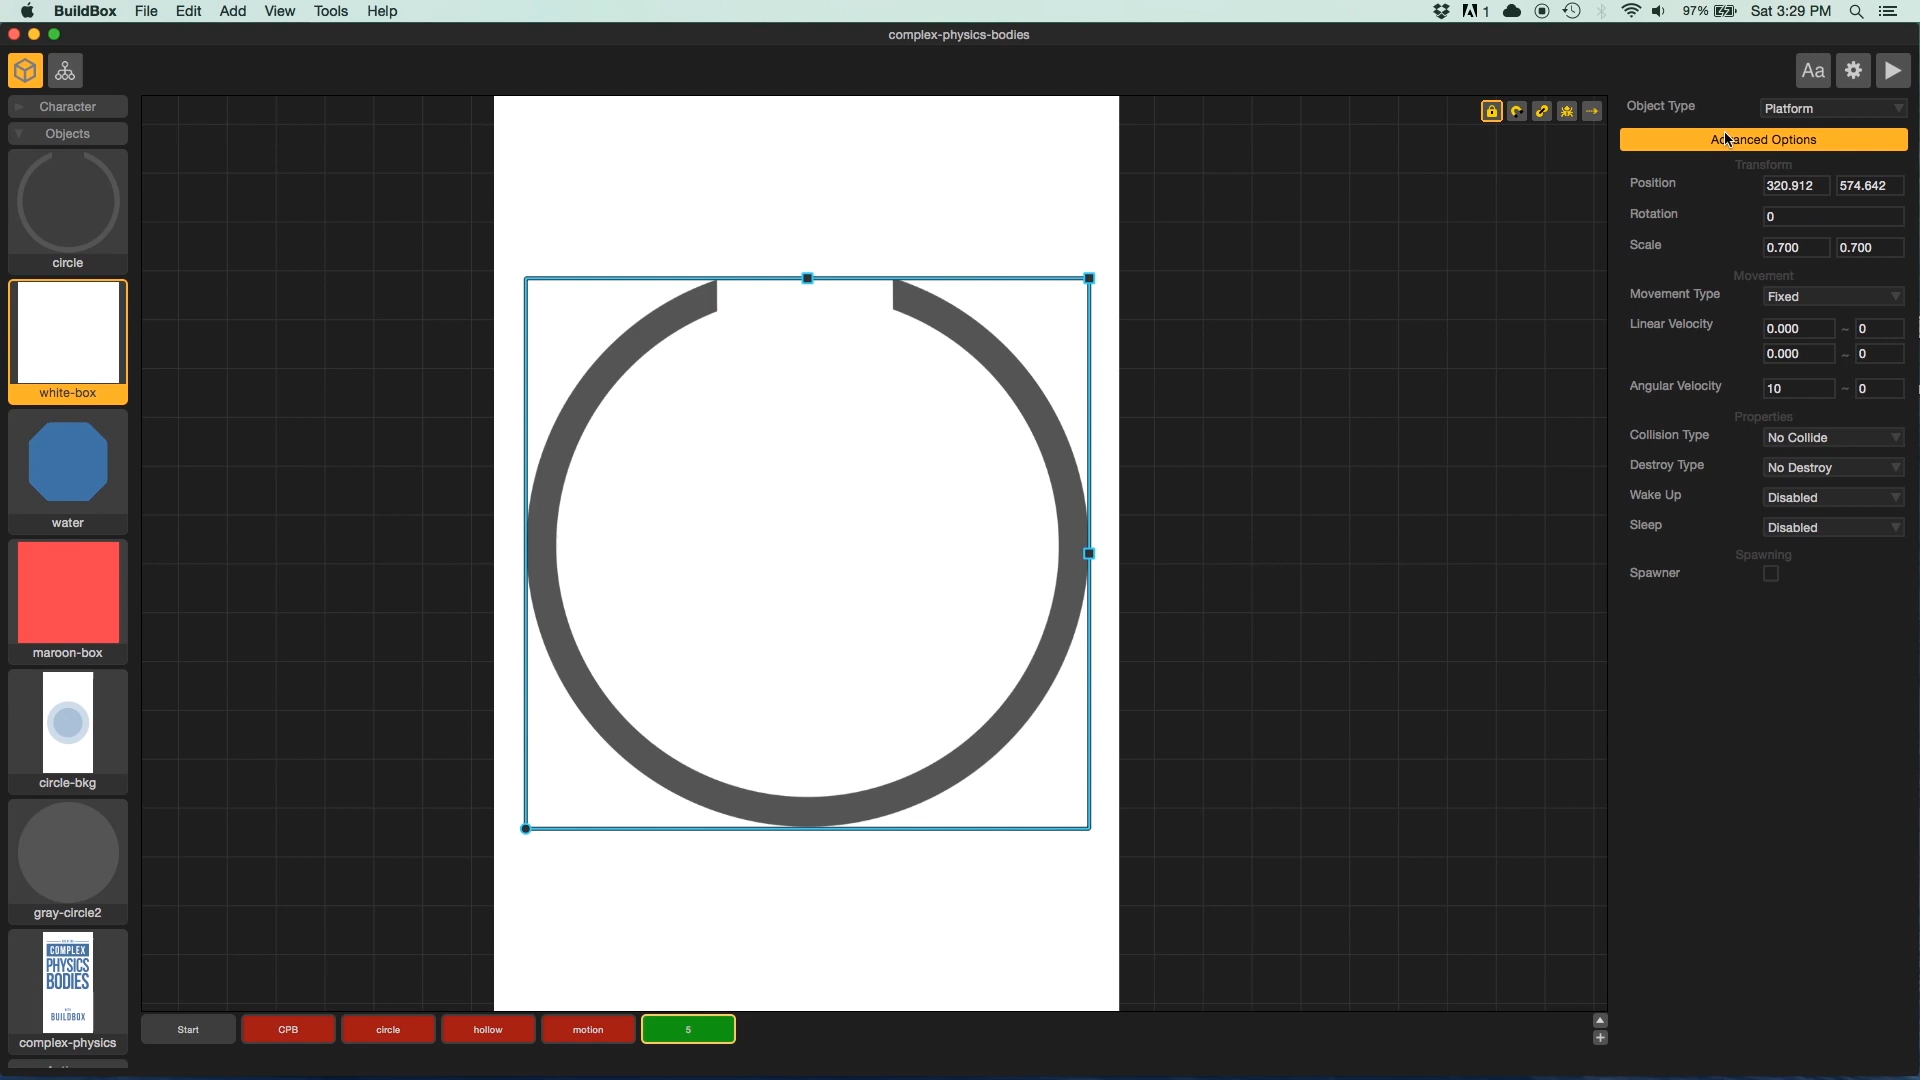 BuildBox File Edit Add View Tools Help
1 97% Sat 3:29 PM
complex-physics-bodies
Aa
Character
Objects
circle
white-box
water
maroon-box
circle-bkg
gray-circle2
COMPLEX
PHYSICS
BODIES
BUILDBOX
complex-physics
Start CPB circle hollow motion 5
Object Type Platform
Advanced Options
Transform
Position 320.912 574.642
Rotation 0
Scale 0.700 0.700
Movement
Movement Type Fixed
Linear Velocity 0.000 ~ 0
0.000 ~ 0
Angular Velocity 10 ~ 0
Properties
Collision Type No Collide
Destroy Type No Destroy
Wake Up Disabled
Sleep Disabled
Spawning
Spawner